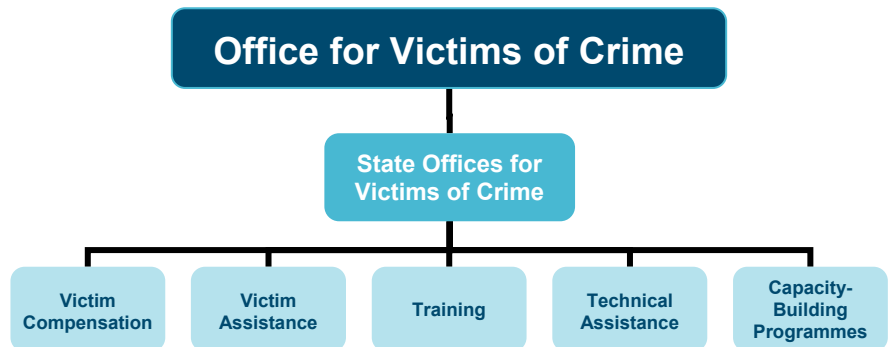 Office for Victims of Crime
State Offices for
Victims of Crime
Victim
Compensation
Victim
Assistance
Training
Technical
Assistance
Capacity-
Building
Programmes